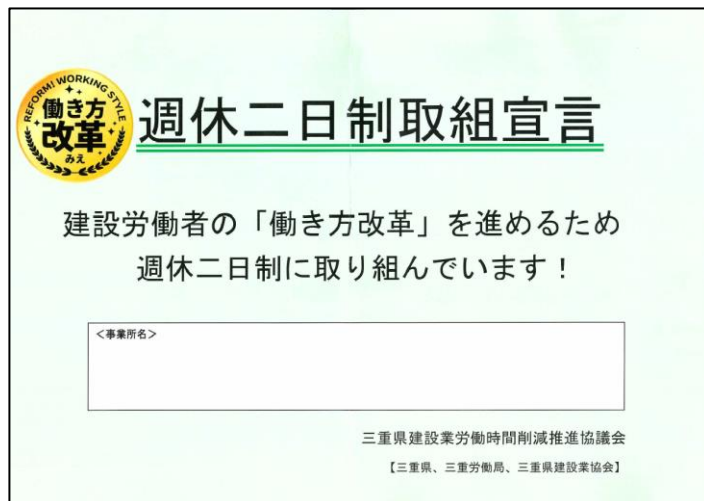 REFORM! WORKING STYLE
働き方
改革
みえ
週休二日制取組宣言
建設労働者の「働き方改革」を進めるため
週休二日制に取り組んでいます！
＜事業所名＞
三重県建設業労働時間削減推進協議会
【三重県、三重労働局、三重県建設業協会】